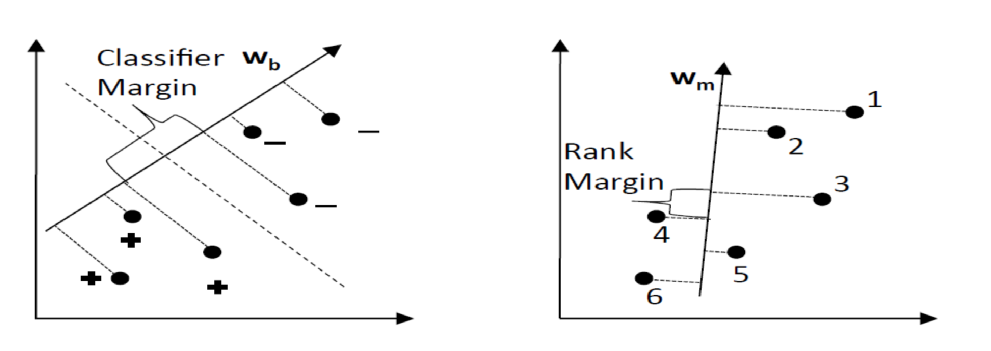 Classifier w_b
Margin
−
−
−
+
+
+
w_m
1
2
Rank
Margin
3
4
5
6